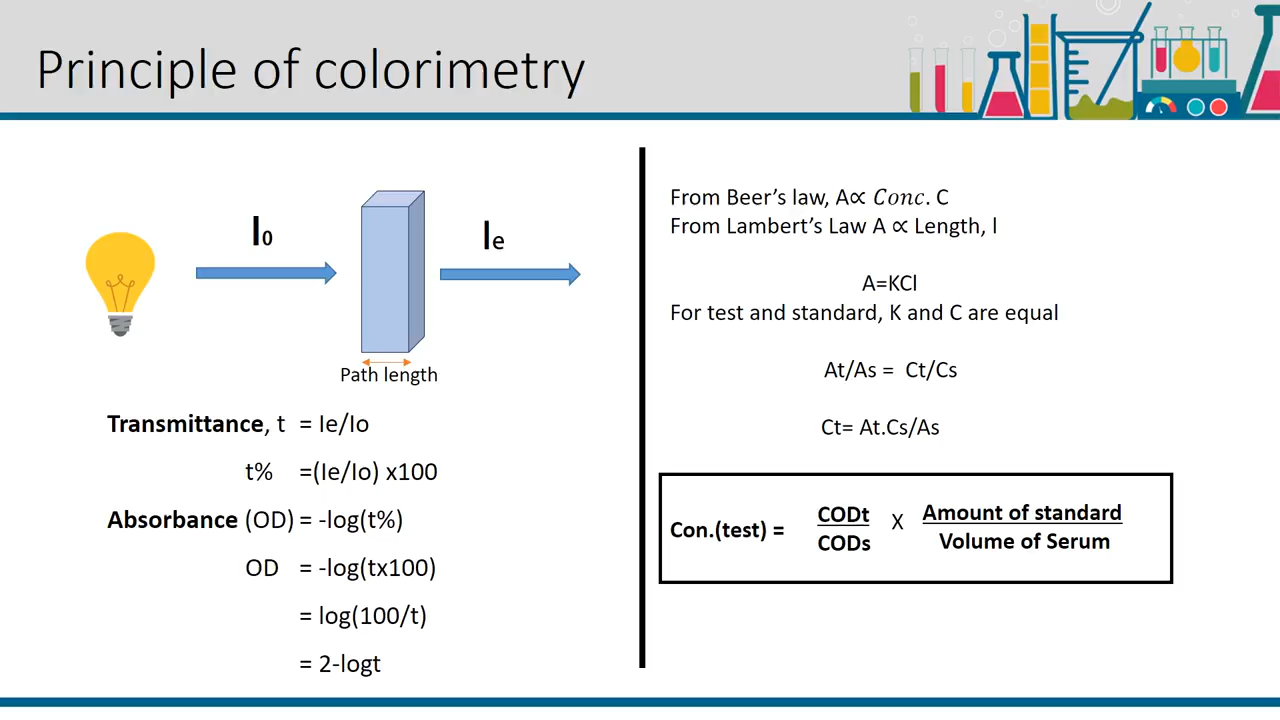 Principle of colorimetry
I0
Ie
Path length
Transmittance, t = Ie/Io
t% =(Ie/Io) x100
Absorbance (OD) = -log(t%)
OD = -log(tx100)
= log(100/t)
= 2-logt
From Beer’s law, A∝ 𝐶𝑜𝑛𝑐. C
From Lambert’s Law A ∝ Length, l
A=KCl
For test and standard, K and C are equal
At/As = Ct/Cs
Ct= At.Cs/As
Con.(test) = CODt/CODs X Amount of standard/Volume of Serum